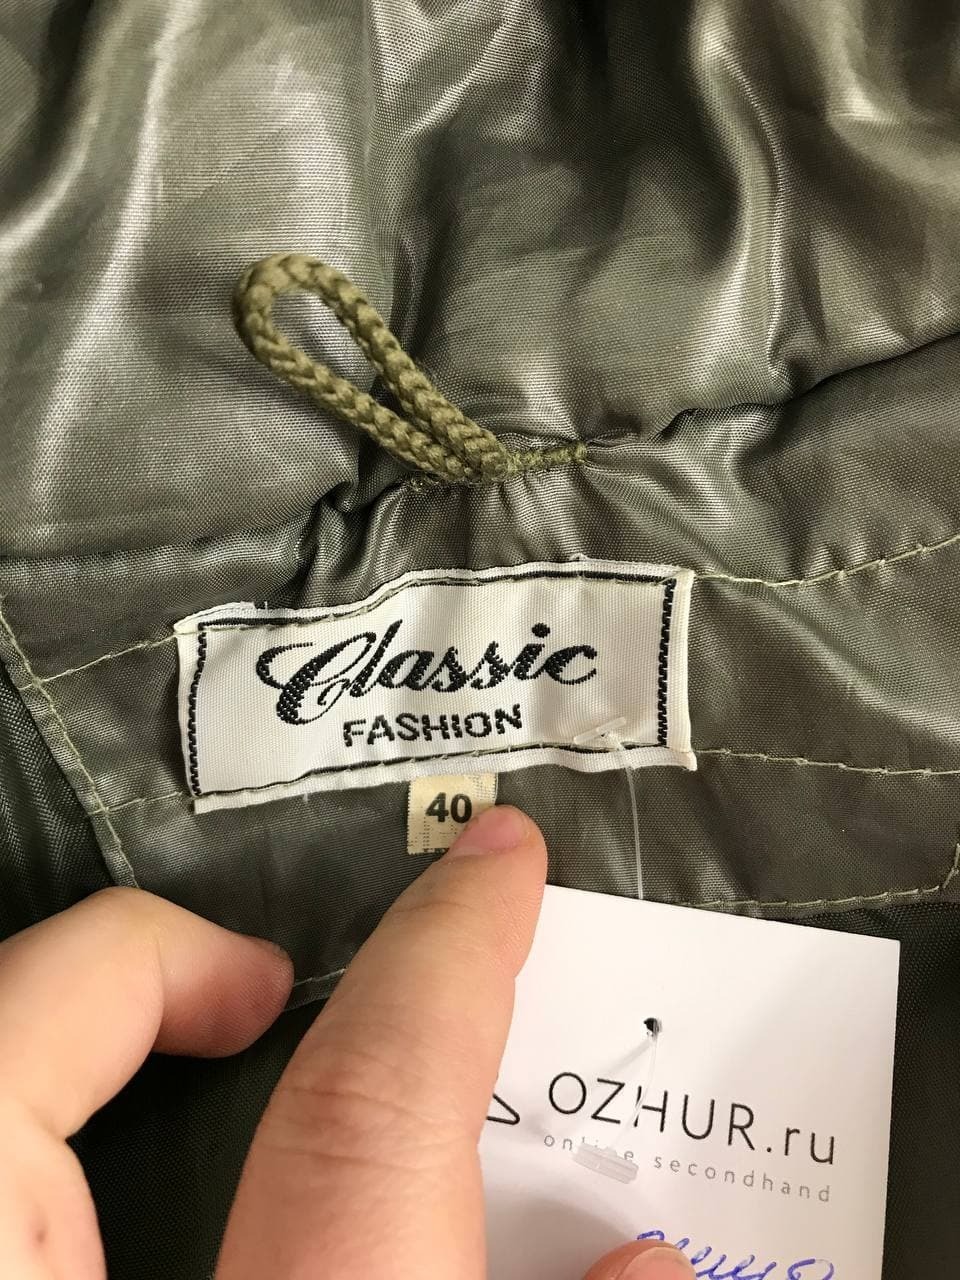 Classic
FASHION
40
OZHUR.ru
online secondhand